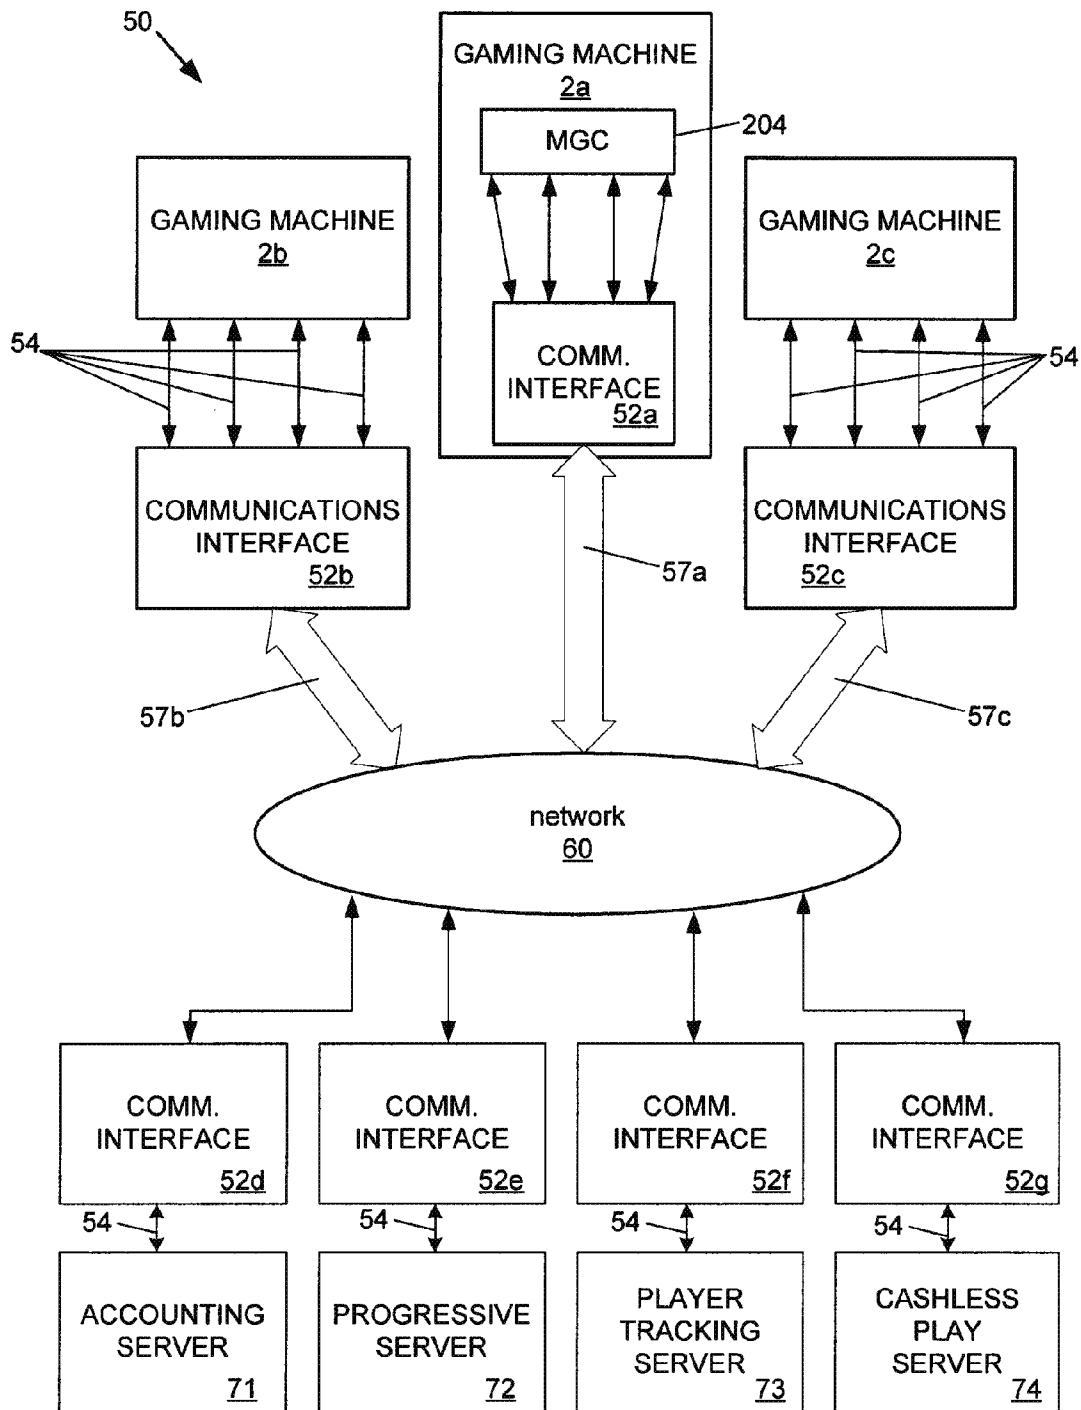 50
GAMING MACHINE
2a
MGC
204
GAMING MACHINE
2b
GAMING MACHINE
2c
54
54
COMM.
INTERFACE
52a
COMMUNICATIONS
INTERFACE
52b
COMMUNICATIONS
INTERFACE
52c
57a
57b
57c
network
60
COMM.
INTERFACE
52d
COMM.
INTERFACE
52e
COMM.
INTERFACE
52f
COMM.
INTERFACE
52g
54
54
54
54
ACCOUNTING
SERVER
71
PROGRESSIVE
SERVER
72
PLAYER
TRACKING
SERVER
73
CASHLESS
PLAY
SERVER
74